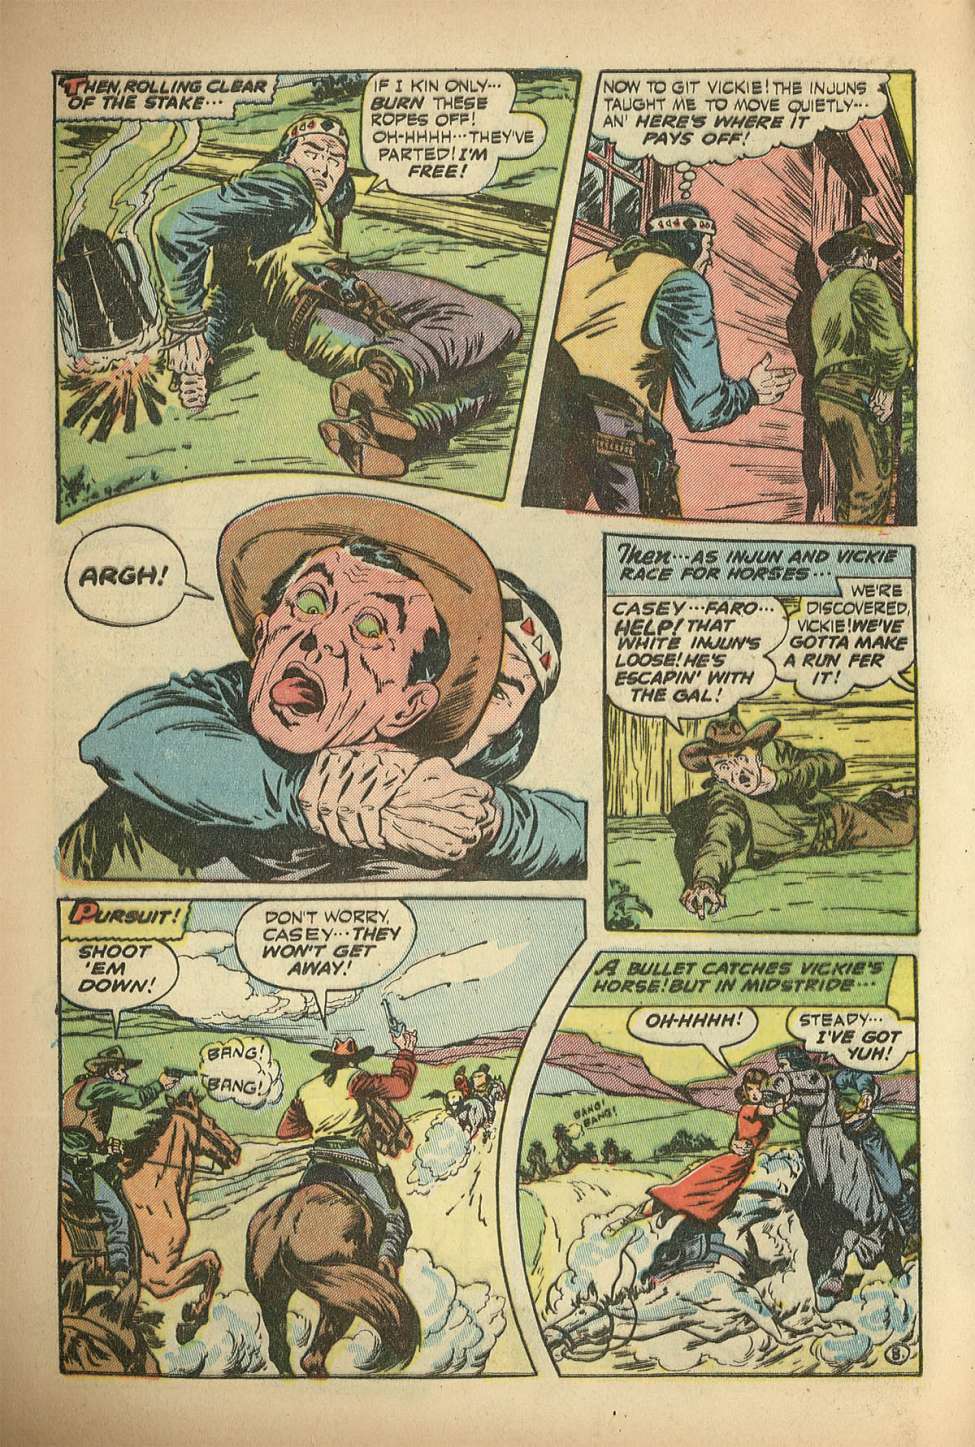 THEN, ROLLING CLEAR
OF THE STAKE...
IF I KIN ONLY...
BURN THESE
ROPES OFF!
OH-HHHH...THEY'VE
PARTED! I'M
FREE!
NOW TO GIT VICKIE! THE INJUNS
TAUGHT ME TO MOVE QUIETLY...
AN' HERE'S WHERE IT
PAYS OFF!
ARGH!
THEN...AS INJUN AND VICKIE
RACE FOR HORSES...
CASEY...FARO...
HELP! THAT
WHITE INJUN'S
LOOSE! HE'S
ESCAPIN' WITH
THE GAL!
WE'RE
DISCOVERED,
VICKIE! WE'VE
GOTTA MAKE
A RUN FER
IT!
PURSUIT!
SHOOT
'EM
DOWN!
DON'T WORRY,
CASEY...THEY
WON'T GET
AWAY!
BANG!
BANG!
A BULLET CATCHES VICKIE'S
HORSE! BUT IN MIDSTRIDE...
OH-HHHH!
STEADY...
I'VE GOT
YUH!
BANG!
BANG!
8.